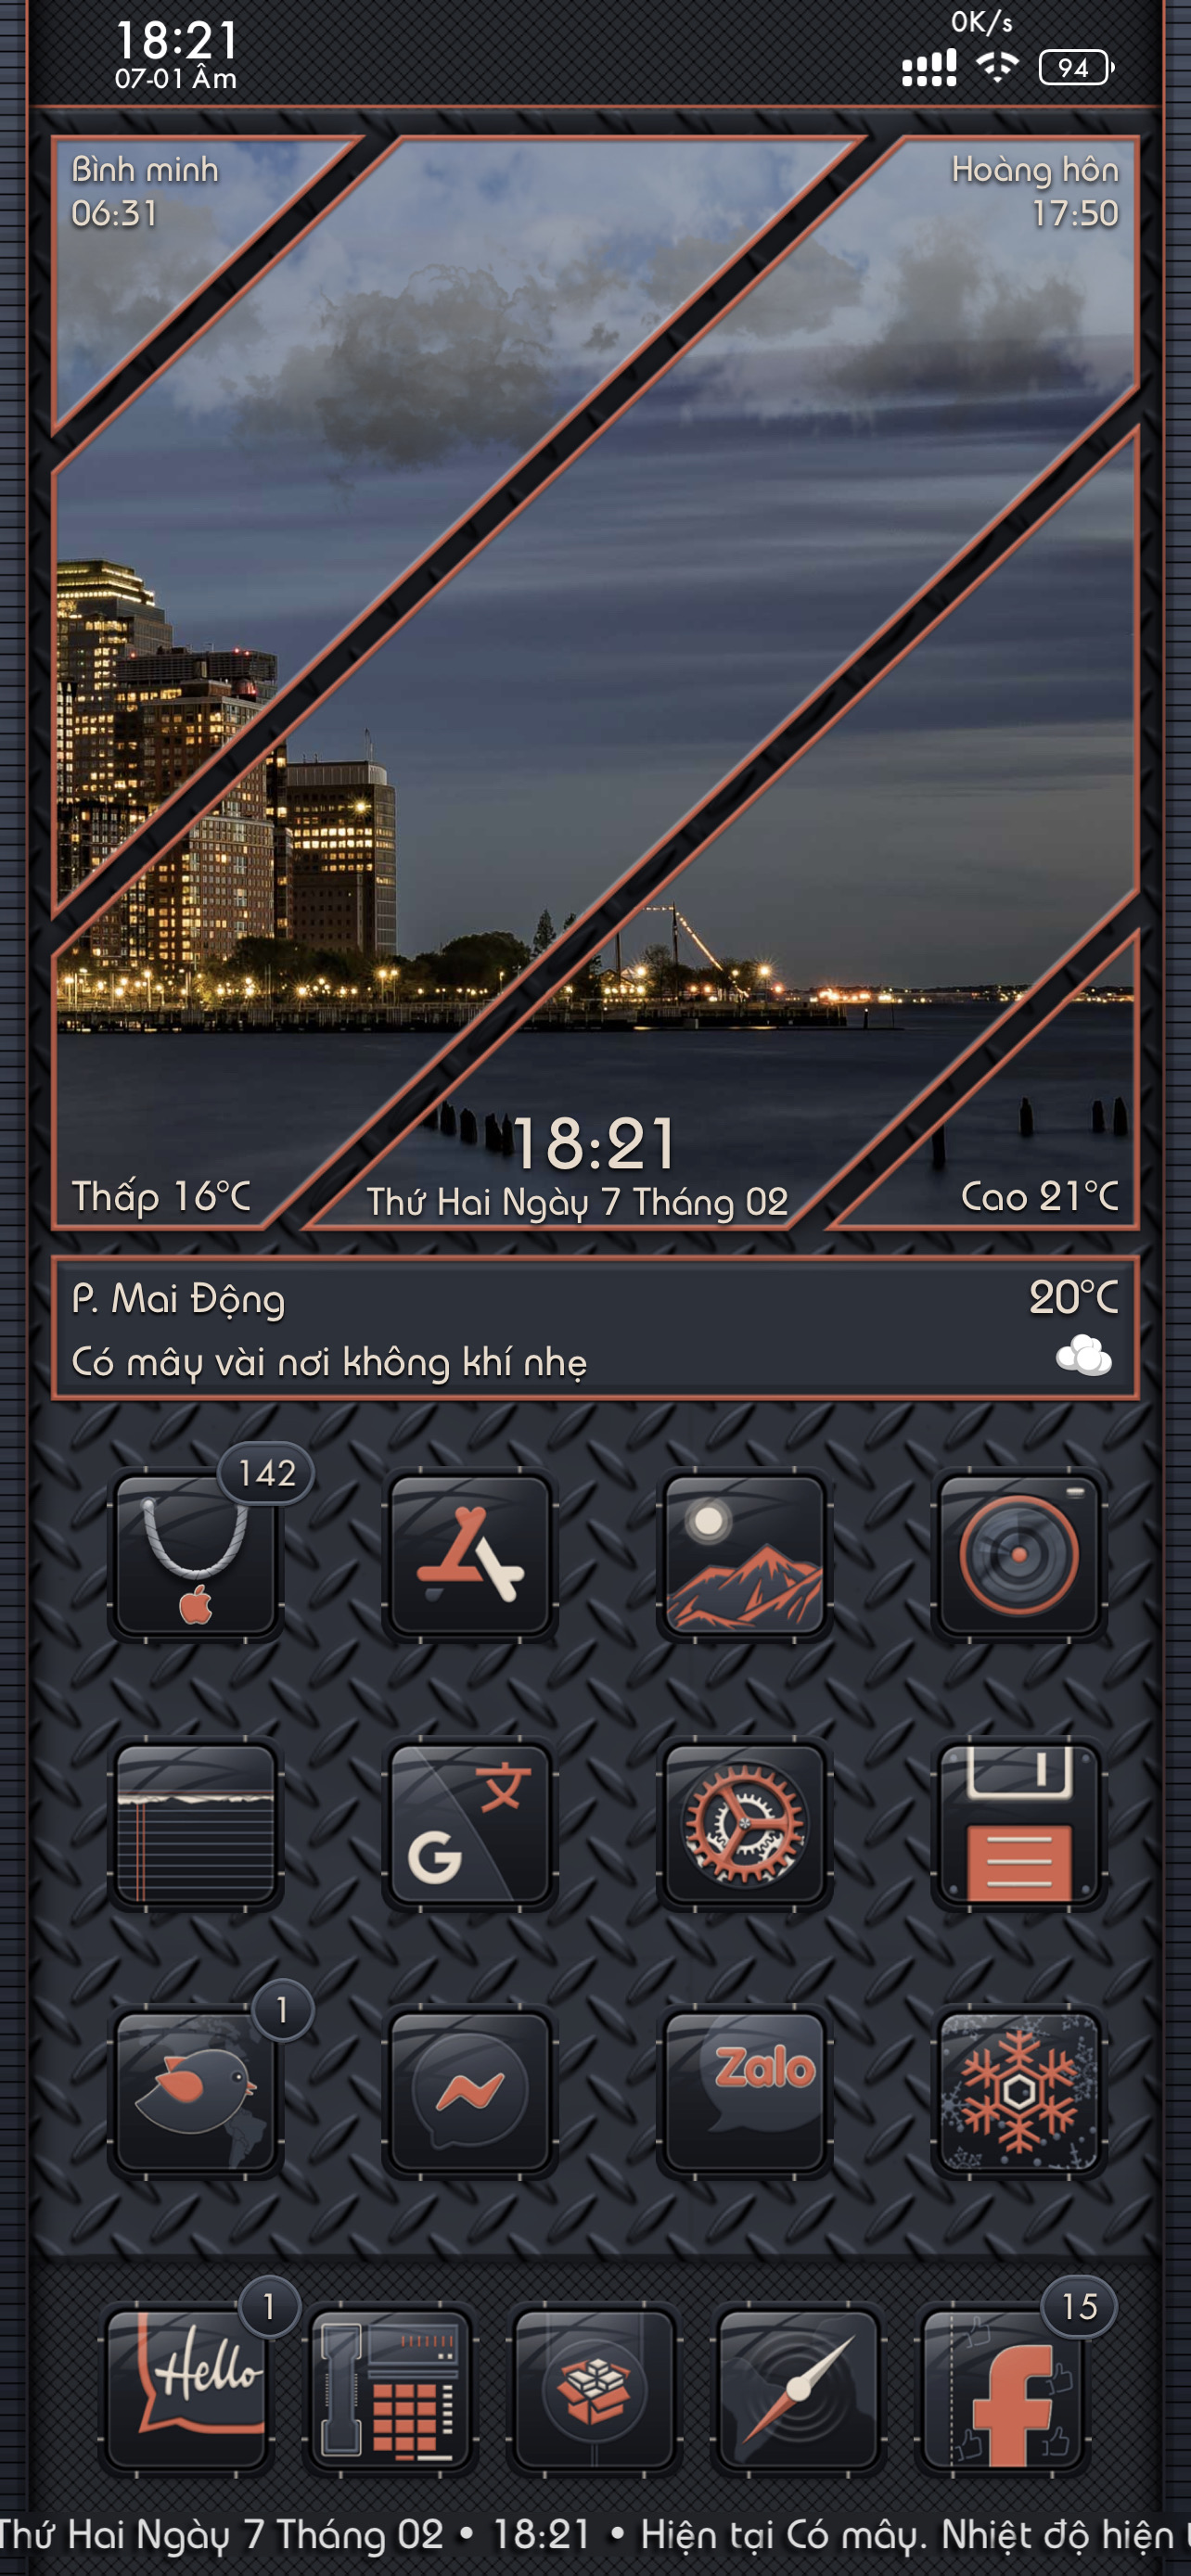 18:21
07-01 Âm
0K/s
94
Bình minh
06:31
Hoàng hôn
17:50
18:21
Thấp 16°C
Thứ Hai Ngày 7 Tháng 02
Cao 21°C
P. Mai Động
20°C
Có mây vài nơi không khí nhẹ
142
文
G
1
Zalo
1
Hello
15
f
Thứ Hai Ngày 7 Tháng 02 • 18:21 • Hiện tại Có mây. Nhiệt độ hiện